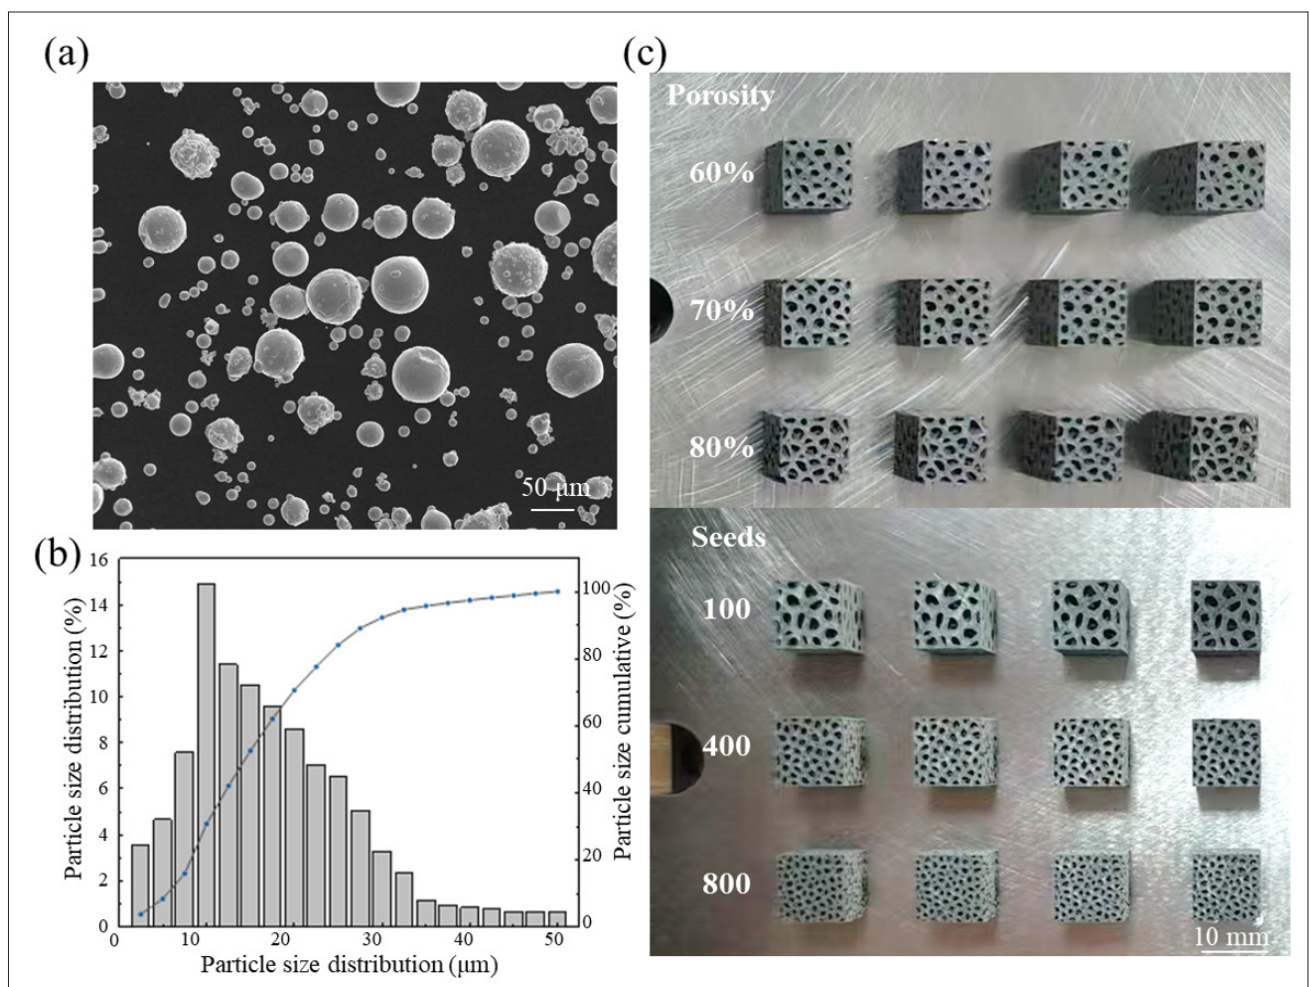 (a)
50 μm
(b)
16
14
12
10
8
6
4
2
0
Particle size distribution (%)
100
80
60
40
20
0
Particle size cumulative (%)
0 10 20 30 40 50
Particle size distribution (μm)
(c)
Porosity
60%
70%
80%
Seeds
100
400
800
10 mm